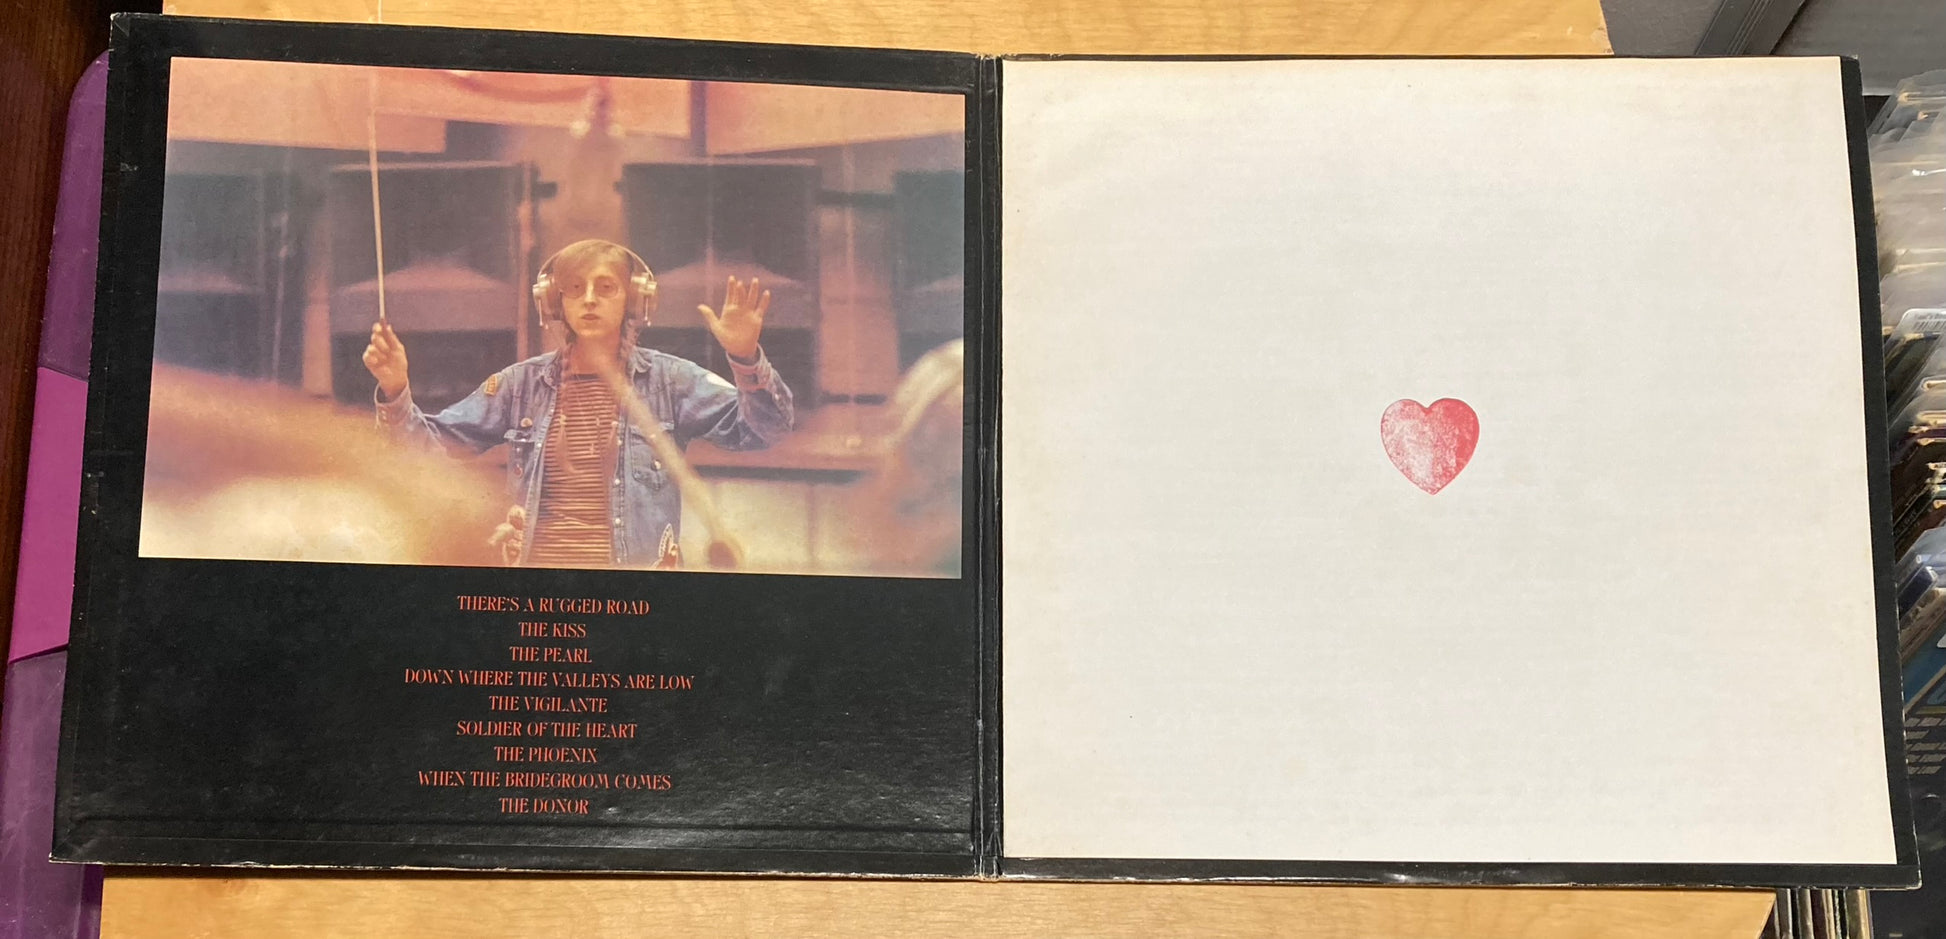 THERE'S A RUGGED ROAD
THE KISS
THE PEARL
DOWN WHERE THE VALLEYS ARE LOW
THE VIGILANTE
SOLDIER OF THE HEART
THE PHOENIX
WHEN THE BRIDEGROOM COMES
THE DONOR